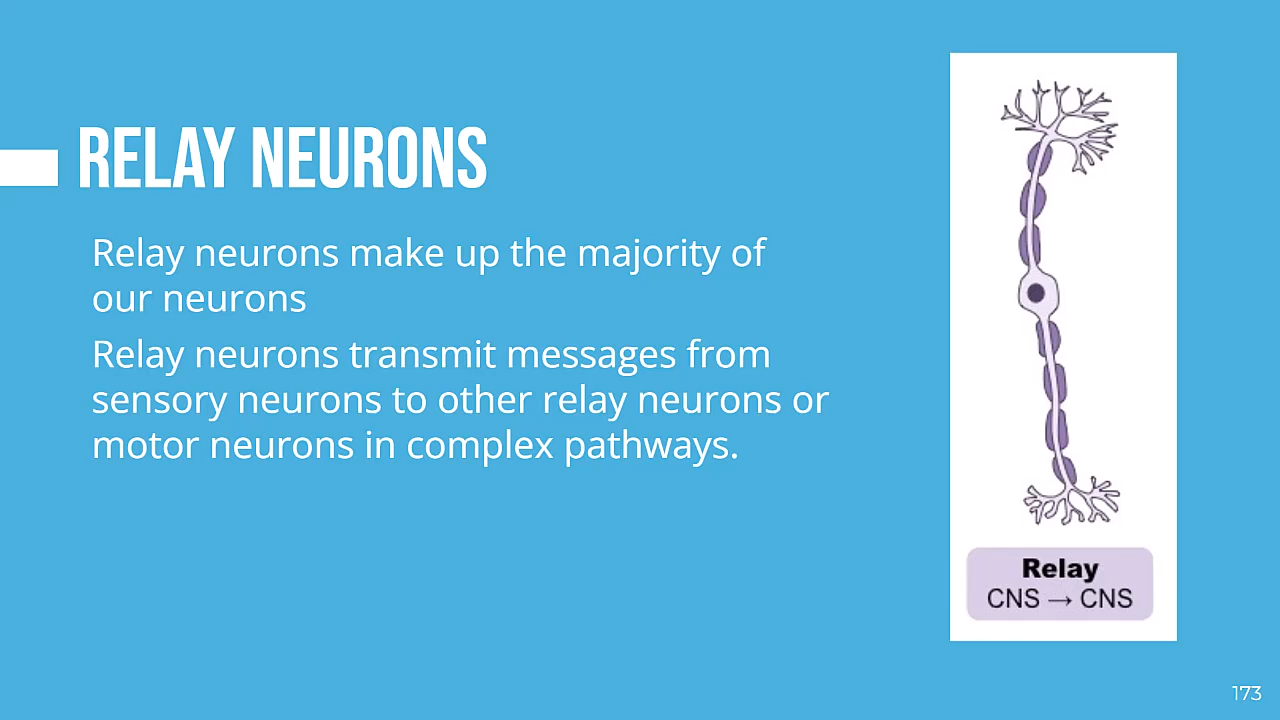 RELAY NEURONS
Relay neurons make up the majority of
our neurons
Relay neurons transmit messages from
sensory neurons to other relay neurons or
motor neurons in complex pathways.
Relay
CNS → CNS
173